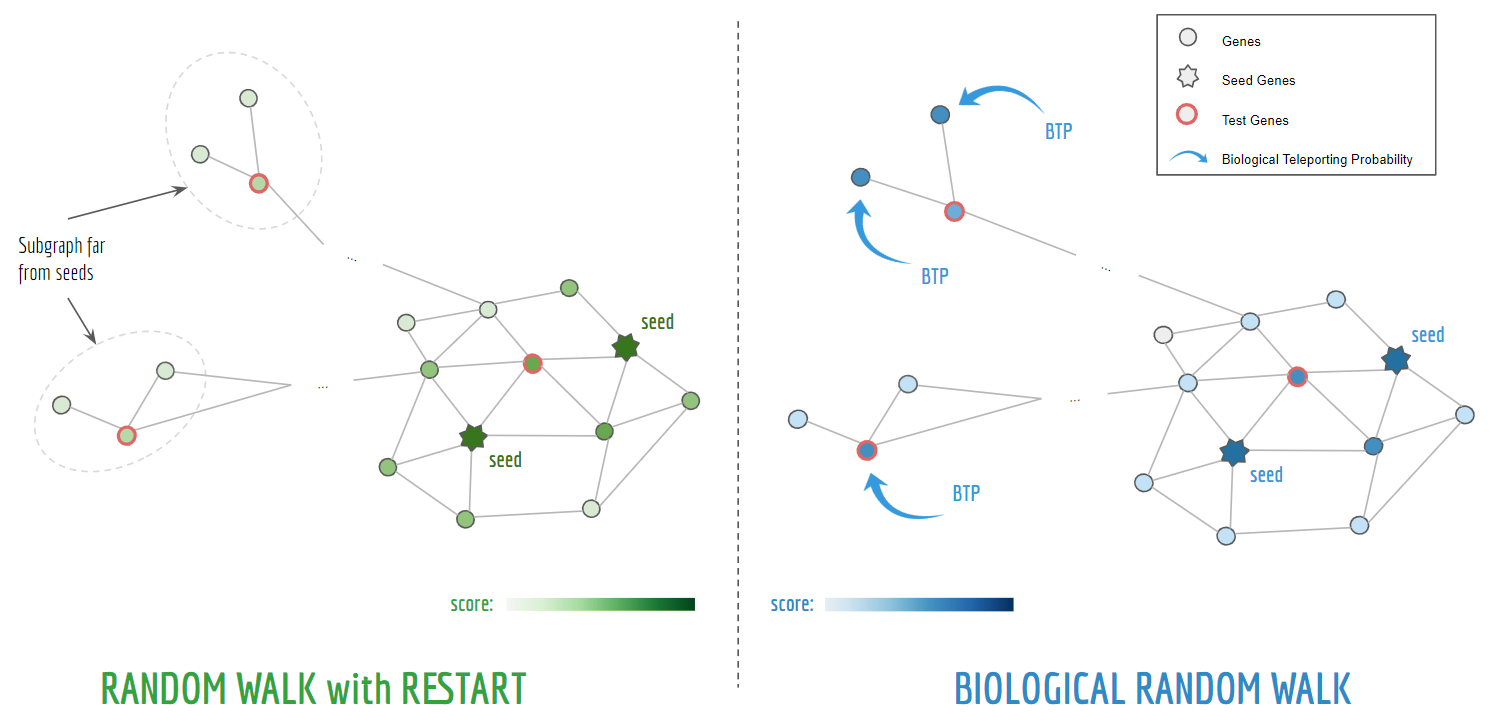 Subgraph far
from seeds
...
...
seed
seed
score:
RANDOM WALK with RESTART
Genes
Seed Genes
Test Genes
Biological Teleporting Probability
BTP
BTP
BTP
...
...
seed
seed
score:
BIOLOGICAL RANDOM WALK